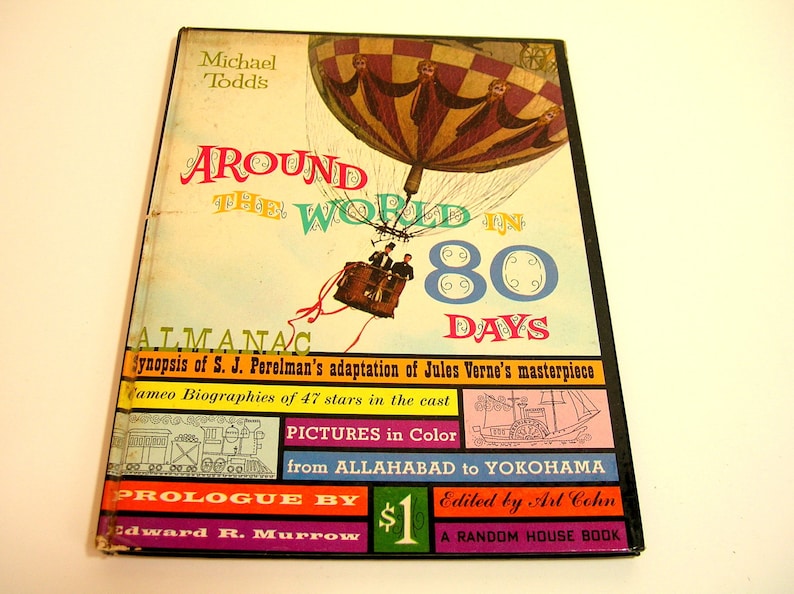 Michael
Todd's
AROUND
THE WORLD IN
80
DAYS
ALMANAC
Synopsis of S. J. Perelman's adaptation of Jules Verne's masterpiece
Cameo Biographies of 47 stars in the cast
PICTURES in Color
from ALLAHABAD to YOKOHAMA
PROLOGUE BY
Edward R. Murrow
$1
Edited by Art Cohn
A RANDOM HOUSE BOOK